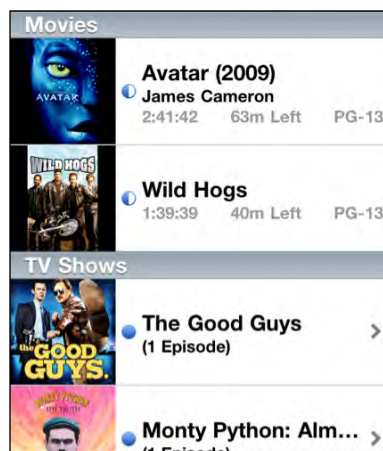 Movies
AVATAR
Avatar (2009)
James Cameron
2:41:42 63m Left PG-13
WILD HOGS
Wild Hogs
1:39:39 40m Left PG-13
TV Shows
the GOOD GUYS.
The Good Guys
(1 Episode)
MONTY PYTHON
Monty Python: Alm...
(1 Episode)